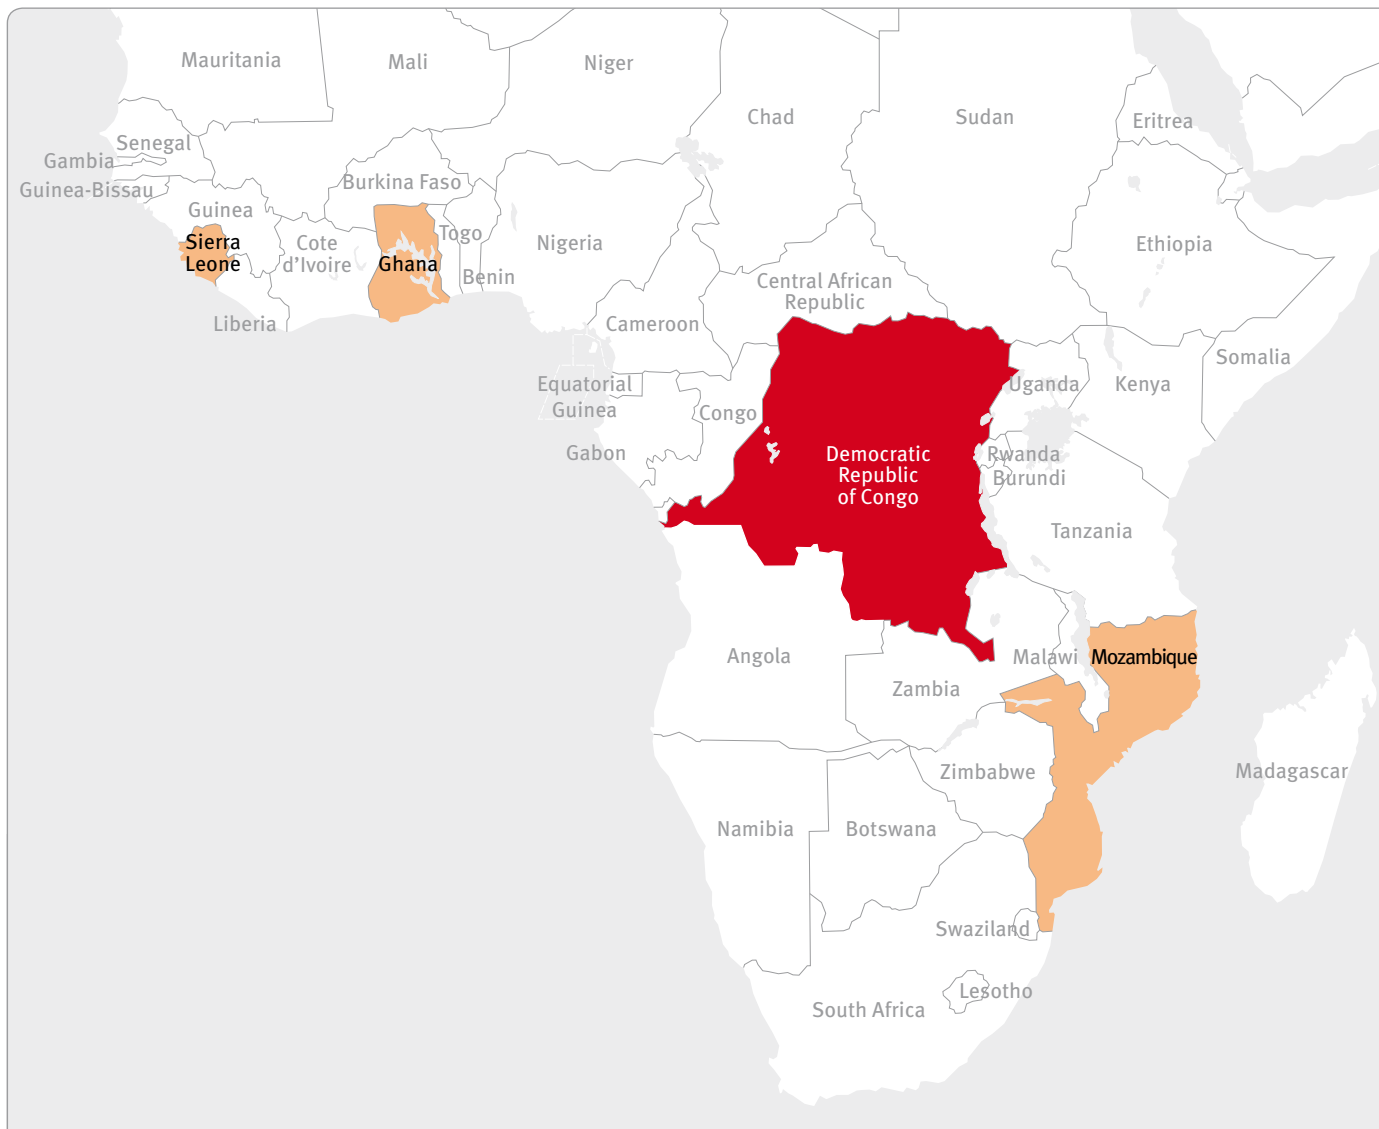 Mauritania
Mali
Niger
Chad
Sudan
Eritrea
Senegal
Gambia
Guinea-Bissau
Burkina Faso
Guinea
Sierra
Leone
Cote
d’Ivoire
Ghana
Togo
Benin
Nigeria
Ethiopia
Central African
Republic
Liberia
Cameroon
Somalia
Equatorial
Guinea
Uganda
Kenya
Congo
Gabon
Democratic
Republic
of Congo
Rwanda
Burundi
Tanzania
Angola
Malawi
Mozambique
Zambia
Zimbabwe
Madagascar
Namibia
Botswana
Swaziland
Lesotho
South Africa